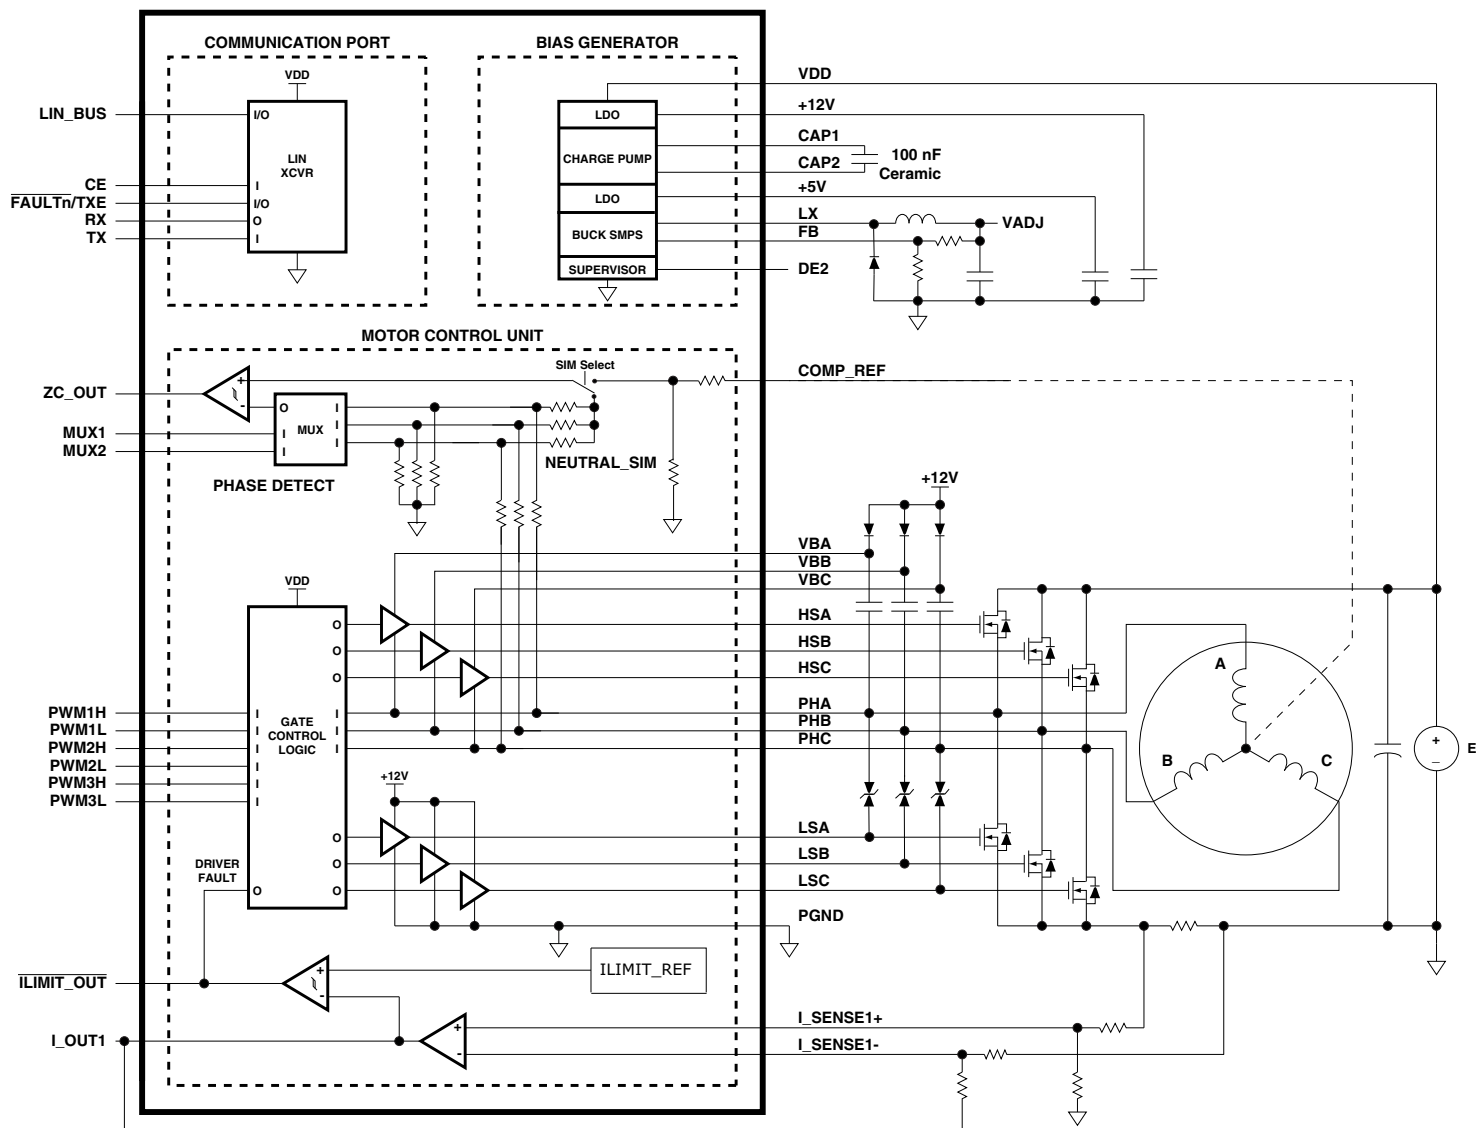 COMMUNICATION PORT
BIAS GENERATOR
VDD
LIN_BUS
I/O
LIN
XCVR
CE
I
FAULTn/TXE
I/O
RX
O
TX
I
LDO
CHARGE PUMP
LDO
BUCK SMPS
SUPERVISOR
VDD
+12V
CAP1
CAP2
100 nF
Ceramic
+5V
LX
FB
VADJ
DE2
MOTOR CONTROL UNIT
SIM Select
COMP_REF
ZC_OUT
+
-
O
I
I
I
I
I
MUX
MUX1
MUX2
PHASE DETECT
NEUTRAL_SIM
+12V
VBA
VBB
VBC
VDD
HSA
HSB
HSC
O
O
O
PHA
PHB
PHC
I
I
I
PWM1H
PWM1L
PWM2H
PWM2L
PWM3H
PWM3L
I
I
I
I
I
I
GATE
CONTROL
LOGIC
A
B
C
+
–
E
+12V
LSA
LSB
LSC
O
O
O
DRIVER
FAULT
O
PGND
ILIMIT_OUT
+
-
ILIMIT_REF
I_OUT1
+
-
I_SENSE1+
I_SENSE1-